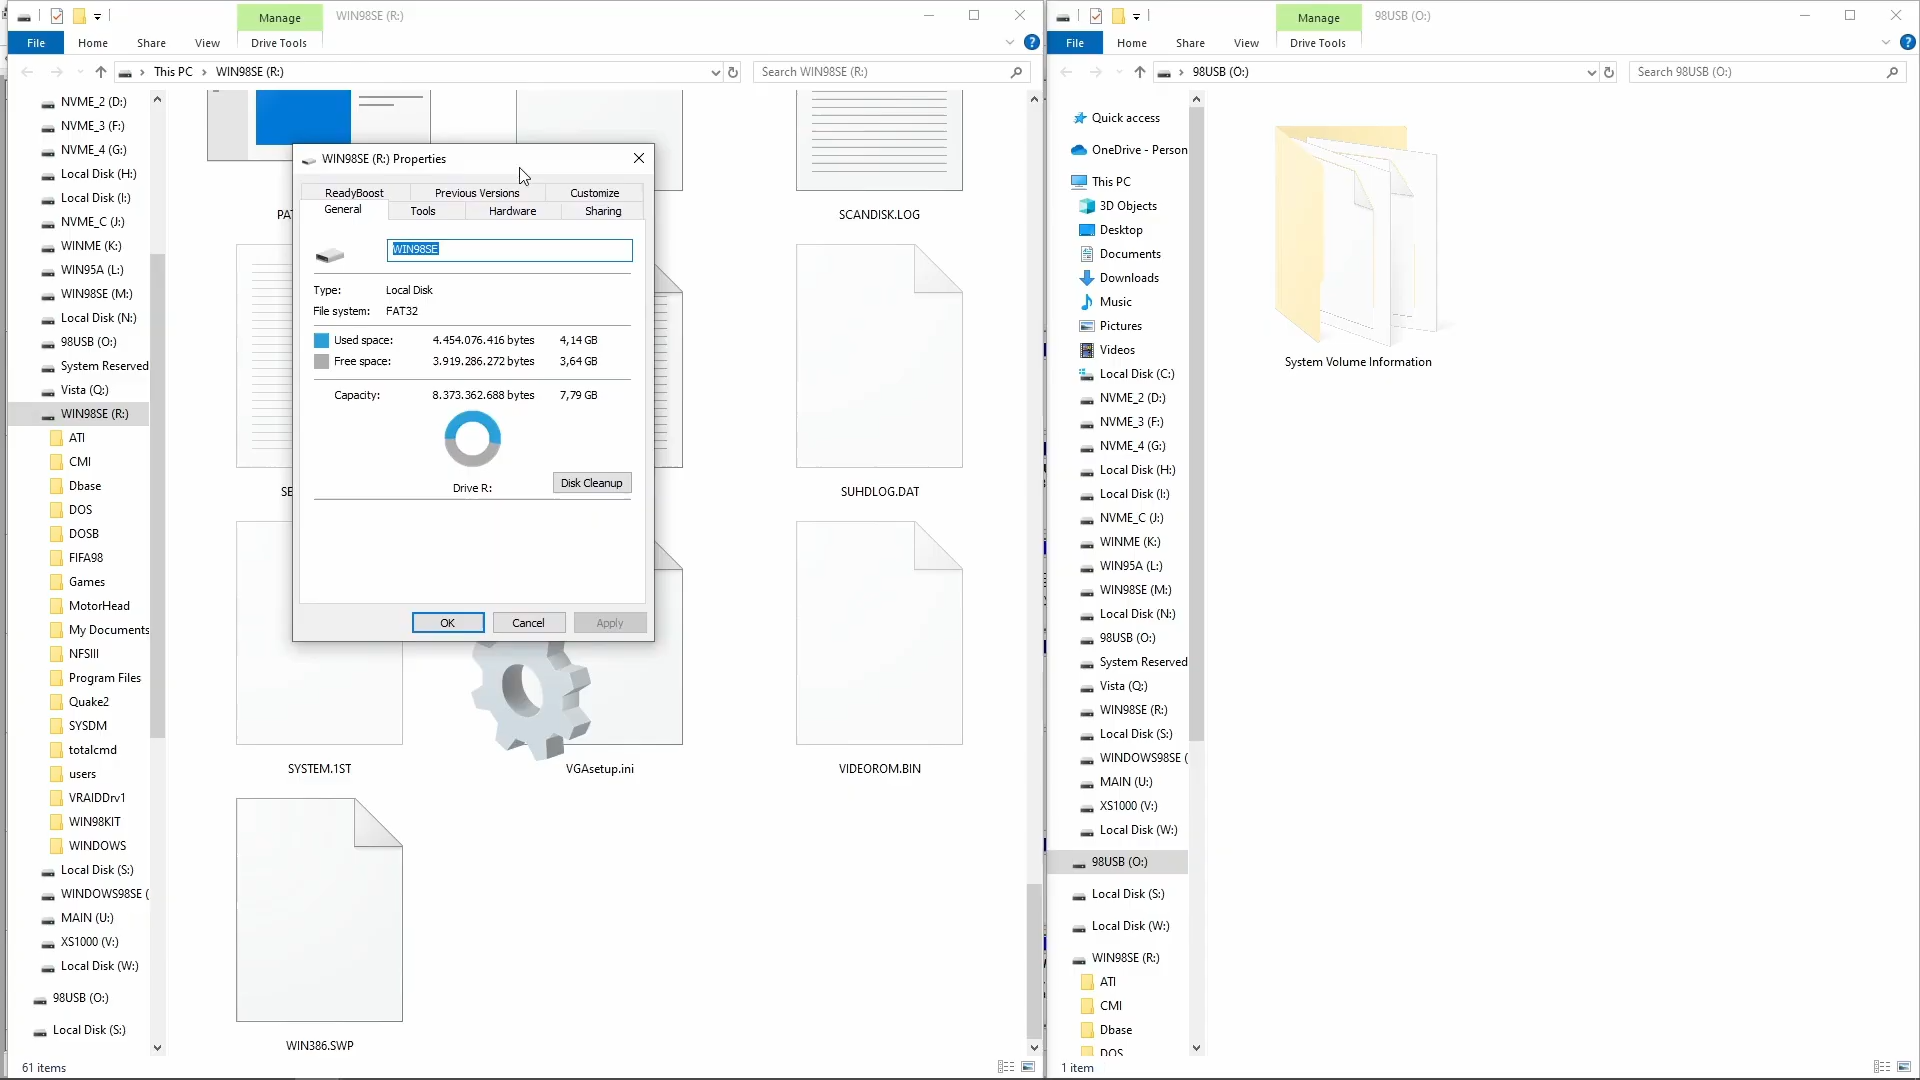 Manage
WIN98SE (R:)
File
Home
Share
View
Drive Tools
This PC
WIN98SE (R:)
Search WIN98SE (R:)
NVME_2 (D:)
NVME_3 (F:)
NVME_4 (G:)
Local Disk (H:)
Local Disk (I:)
NVME_C (J:)
WINME (K:)
WIN95A (L:)
WIN98SE (M:)
Local Disk (N:)
98USB (O:)
System Reserved
Vista (Q:)
WIN98SE (R:)
ATI
CMI
Dbase
DOS
DOSB
FIFA98
Games
MotorHead
My Documents
NFSIII
Program Files
Quake2
SYSDM
totalcmd
users
VRAIDDrv1
WIN98KIT
WINDOWS
Local Disk (S:)
WINDOWS98SE (
MAIN (U:)
XS1000 (V:)
Local Disk (W:)
98USB (O:)
Local Disk (S:)
61 items
PAT
SCANDISK.LOG
SE
SUHDLOG.DAT
SYSTEM.1ST
VGAsetup.ini
VIDEOROM.BIN
WIN386.SWP
WIN98SE (R:) Properties
ReadyBoost
Previous Versions
Customize
General
Tools
Hardware
Sharing
WIN98SE
Type: Local Disk
File system: FAT32
Used space: 4.454.076.416 bytes 4,14 GB
Free space: 3.919.286.272 bytes 3,64 GB
Capacity: 8.373.362.688 bytes 7,79 GB
Drive R:
Disk Cleanup
OK
Cancel
Apply
Manage
98USB (O:)
File
Home
Share
View
Drive Tools
98USB (O:)
Search 98USB (O:)
Quick access
OneDrive - Person
This PC
3D Objects
Desktop
Documents
Downloads
Music
Pictures
Videos
Local Disk (C:)
NVME_2 (D:)
NVME_3 (F:)
NVME_4 (G:)
Local Disk (H:)
Local Disk (I:)
NVME_C (J:)
WINME (K:)
WIN95A (L:)
WIN98SE (M:)
Local Disk (N:)
98USB (O:)
System Reserved
Vista (Q:)
WIN98SE (R:)
Local Disk (S:)
WINDOWS98SE (
MAIN (U:)
XS1000 (V:)
Local Disk (W:)
98USB (O:)
Local Disk (S:)
Local Disk (W:)
WIN98SE (R:)
ATI
CMI
Dbase
DOS
System Volume Information
1 item